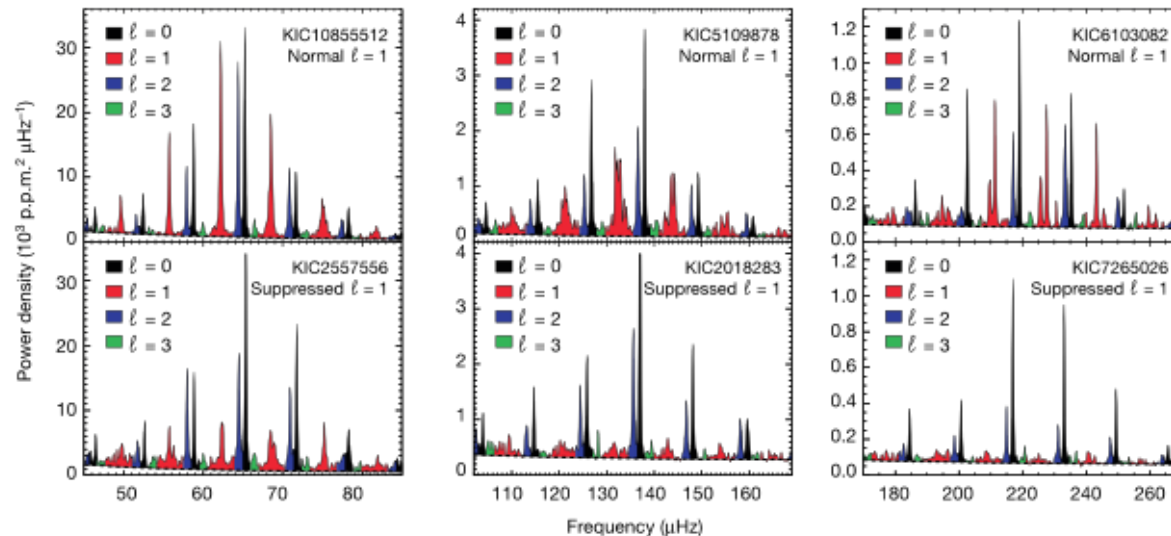 ℓ = 0
ℓ = 1
ℓ = 2
ℓ = 3
KIC10855512
Normal ℓ = 1
30
20
10
0
ℓ = 0
ℓ = 1
ℓ = 2
ℓ = 3
KIC5109878
Normal ℓ = 1
4
3
2
1
0
ℓ = 0
ℓ = 1
ℓ = 2
ℓ = 3
KIC6103082
Normal ℓ = 1
1.2
1.0
0.8
0.6
0.4
0.2
0.0
Power density (10³ p.p.m.² μHz⁻¹)
ℓ = 0
ℓ = 1
ℓ = 2
ℓ = 3
KIC2557556
Suppressed ℓ = 1
30
20
10
0
50 60 70 80
ℓ = 0
ℓ = 1
ℓ = 2
ℓ = 3
KIC2018283
Suppressed ℓ = 1
4
3
2
1
0
110 120 130 140 150 160
ℓ = 0
ℓ = 1
ℓ = 2
ℓ = 3
KIC7265026
Suppressed ℓ = 1
1.2
1.0
0.8
0.6
0.4
0.2
0.0
180 200 220 240 260
Frequency (μHz)